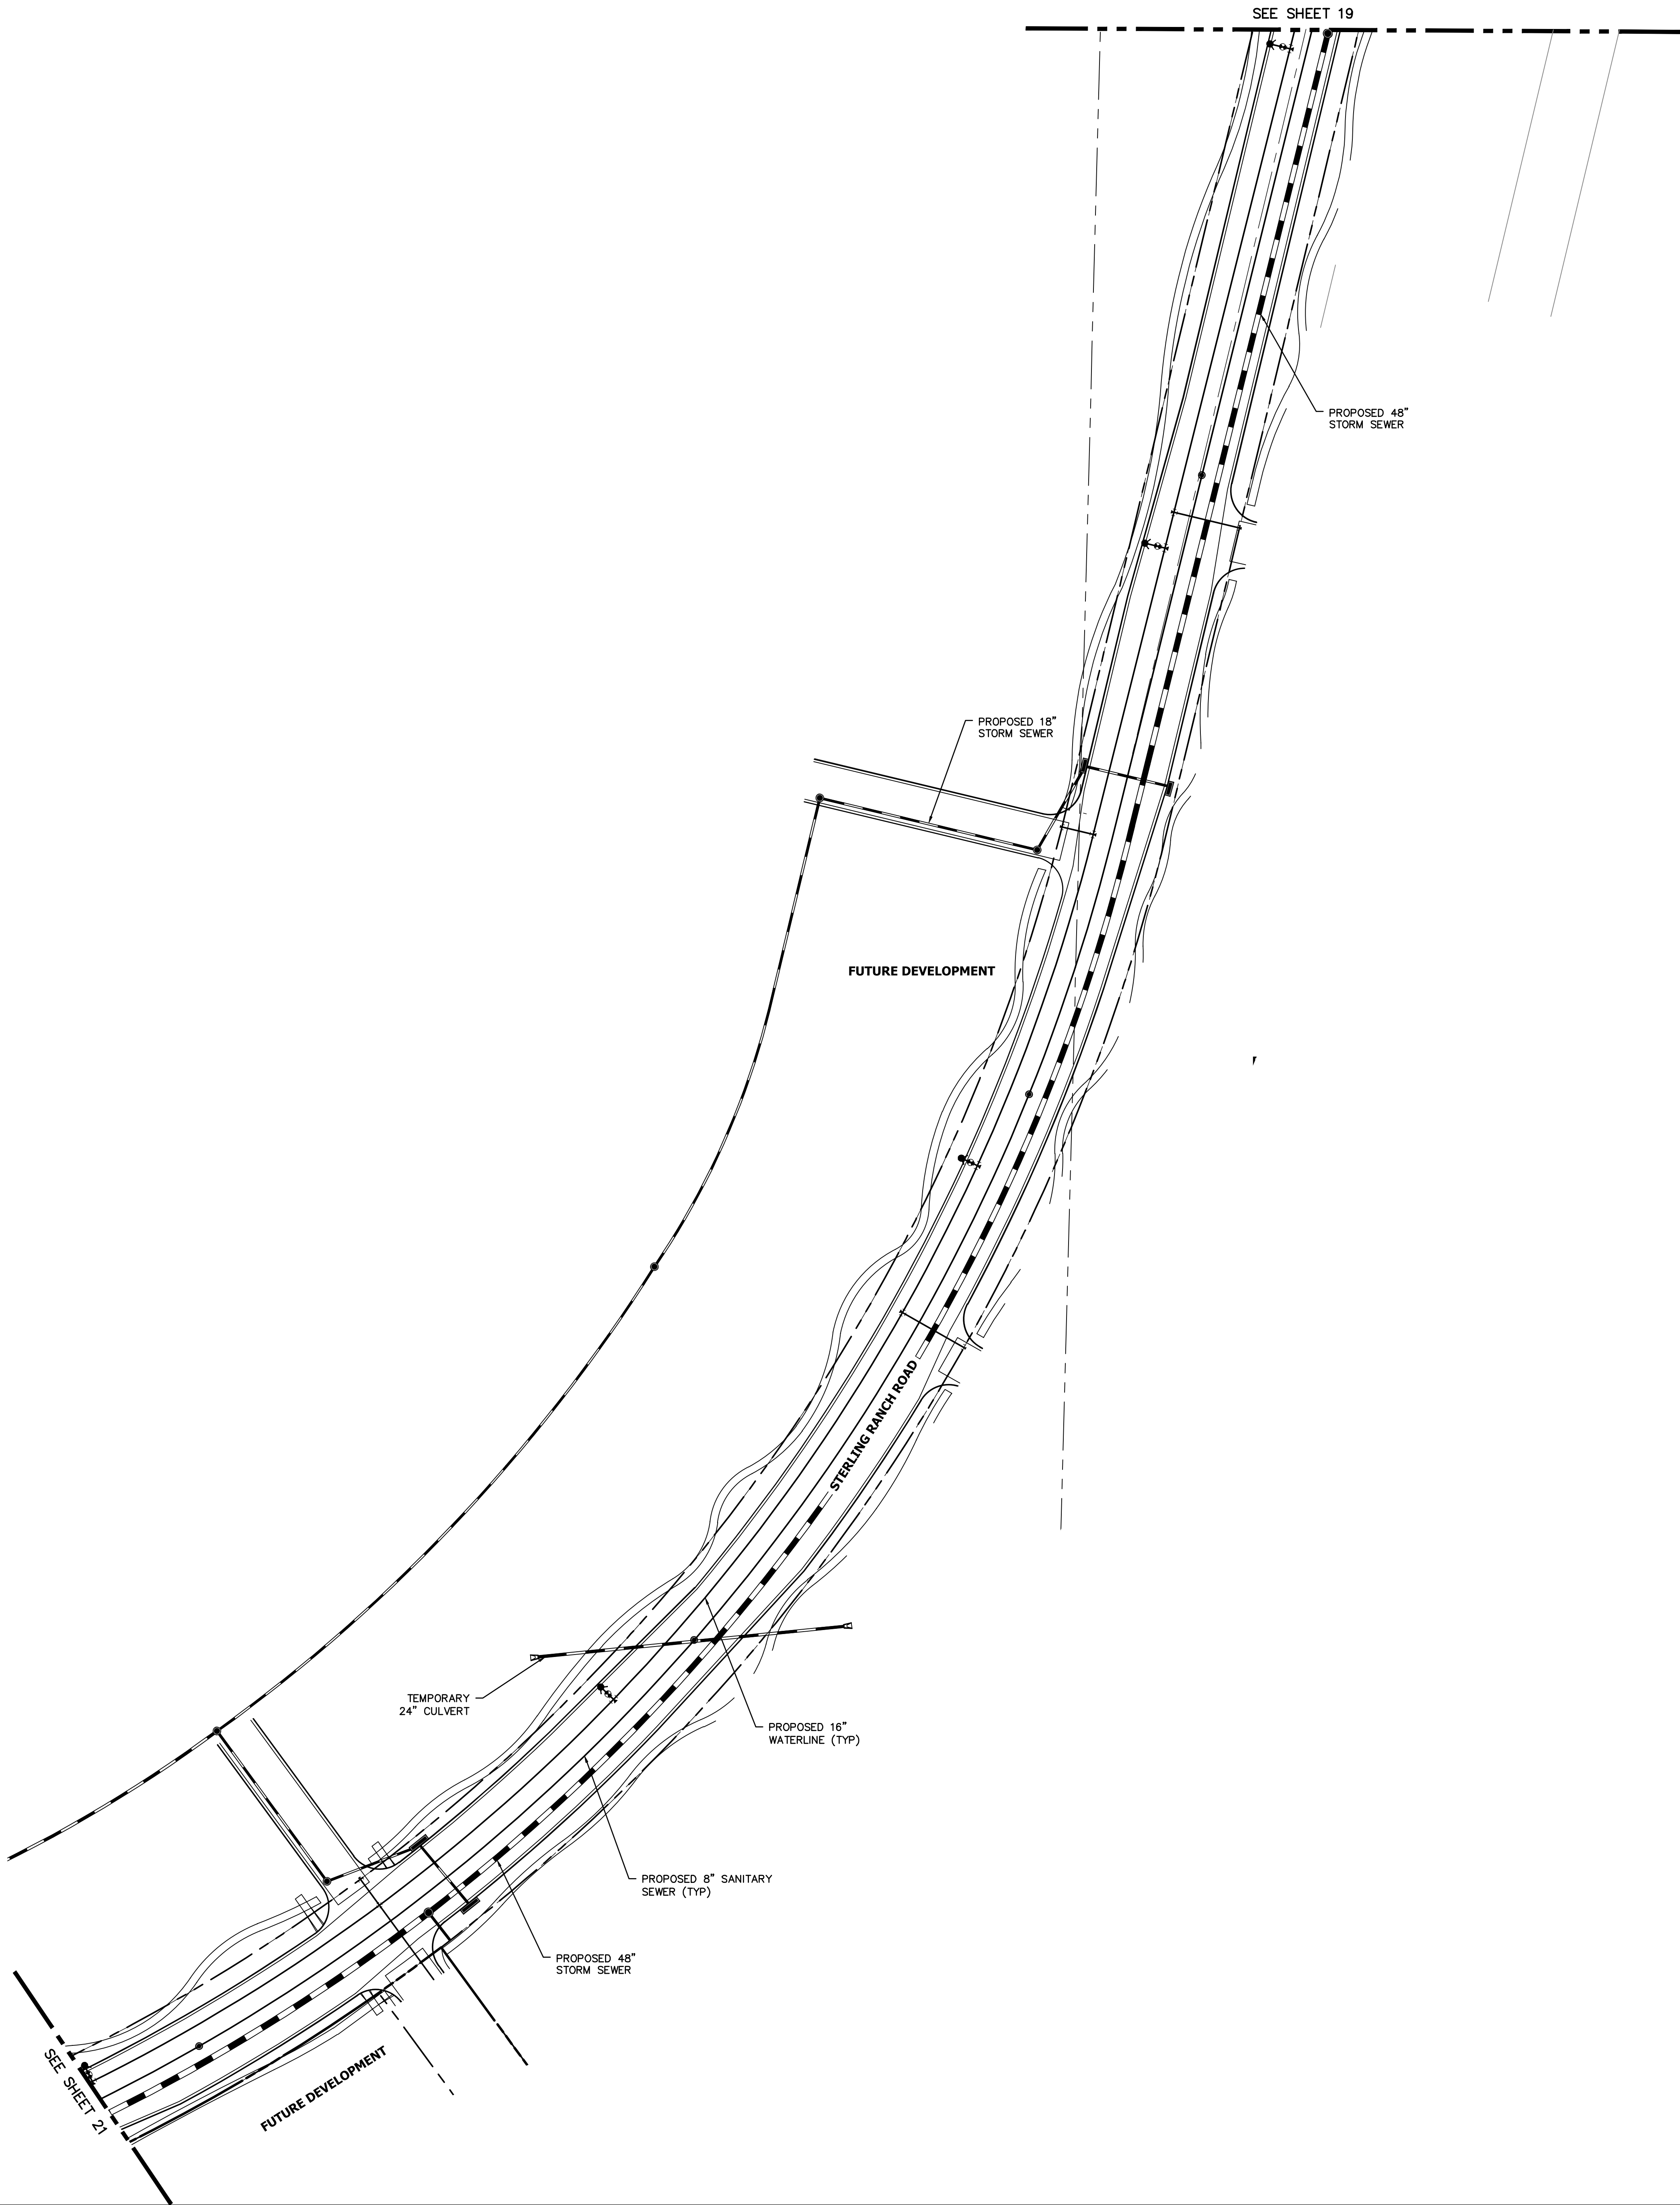 SEE SHEET 19
PROPOSED 48"
STORM SEWER
PROPOSED 18"
STORM SEWER
FUTURE DEVELOPMENT
STERLING RANCH ROAD
TEMPORARY
24" CULVERT
PROPOSED 16"
WATERLINE (TYP)
PROPOSED 8" SANITARY
SEWER (TYP)
PROPOSED 48"
STORM SEWER
SEE SHEET 21
FUTURE DEVELOPMENT